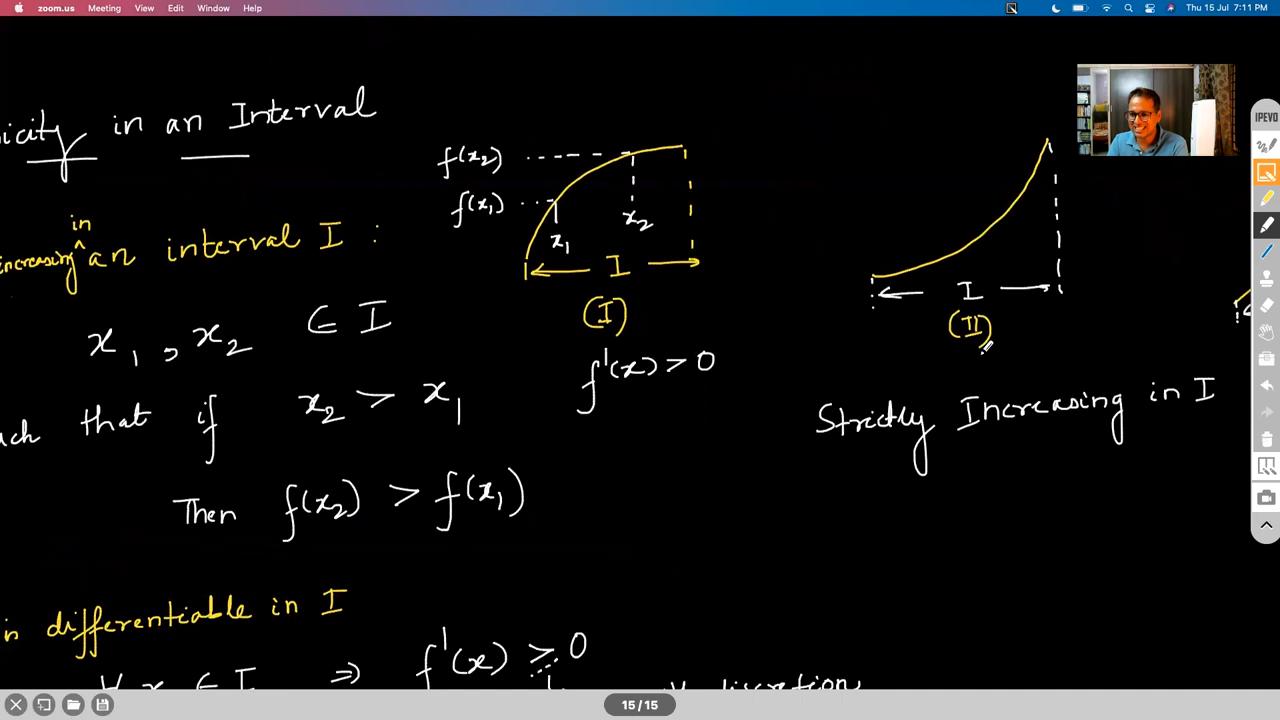 zoom.us Meeting View Edit Window Help Thu 15 Jul 7:11 PM
icity in an Interval
in
increasing ^ an interval I :
x₁ , x₂ ∈ I
uch that if x₂ > x₁
Then f(x₂) > f(x₁)
n differentiable in I
∀ x ∈ I ⇒ f'(x) ≥ 0
discretion
f(x₂)
f(x₁)
x₁ x₂
I
(I)
f'(x) > 0
I
(II)
Strictly Increasing in I
IPEVO
15 / 15